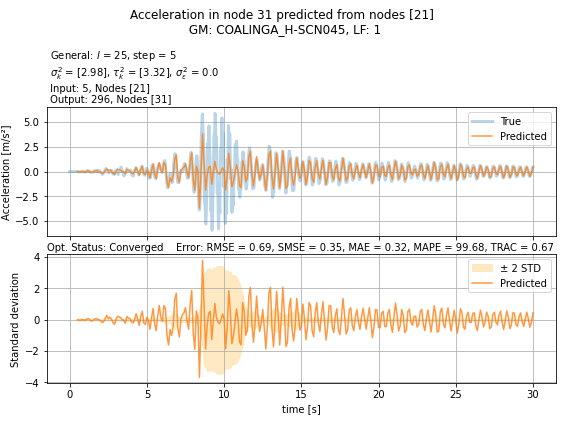 Acceleration in node 31 predicted from nodes [21]
GM: COALINGA_H-SCN045, LF: 1
General: l = 25, step = 5
σ²ₖ = [2.98], τ²ₖ = [3.32], σ²ε = 0.0
Input: 5, Nodes [21]
Output: 296, Nodes [31]
Acceleration [m/s²]
5.0
2.5
0.0
−2.5
−5.0
True
Predicted
Opt. Status: Converged Error: RMSE = 0.69, SMSE = 0.35, MAE = 0.32, MAPE = 99.68, TRAC = 0.67
Standard deviation
4
2
0
−2
−4
± 2 STD
Predicted
0 5 10 15 20 25 30
time [s]